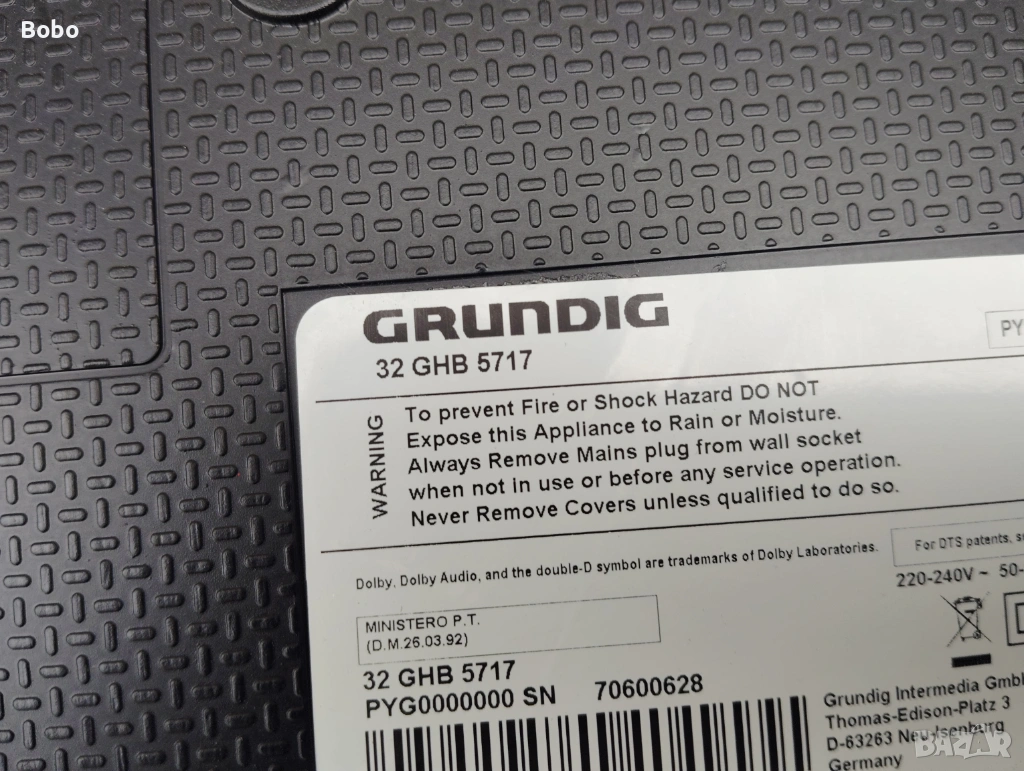 Bobo
GRUNDIG
32 GHB 5717
PY
WARNING
To prevent Fire or Shock Hazard DO NOT
Expose this Appliance to Rain or Moisture.
Always Remove Mains plug from wall socket
when not in use or before any service operation.
Never Remove Covers unless qualified to do so.
Dolby, Dolby Audio, and the double-D symbol are trademarks of Dolby Laboratories.
For DTS patents, s
220-240V ~ 50-
MINISTERO P.T.
(D.M.26.03.92)
32 GHB 5717
PYG0000000 SN 70600628
Grundig Intermedia Gmb
Thomas-Edison-Platz 3
D-63263 Neu-Isenburg
Germany
BAZAR